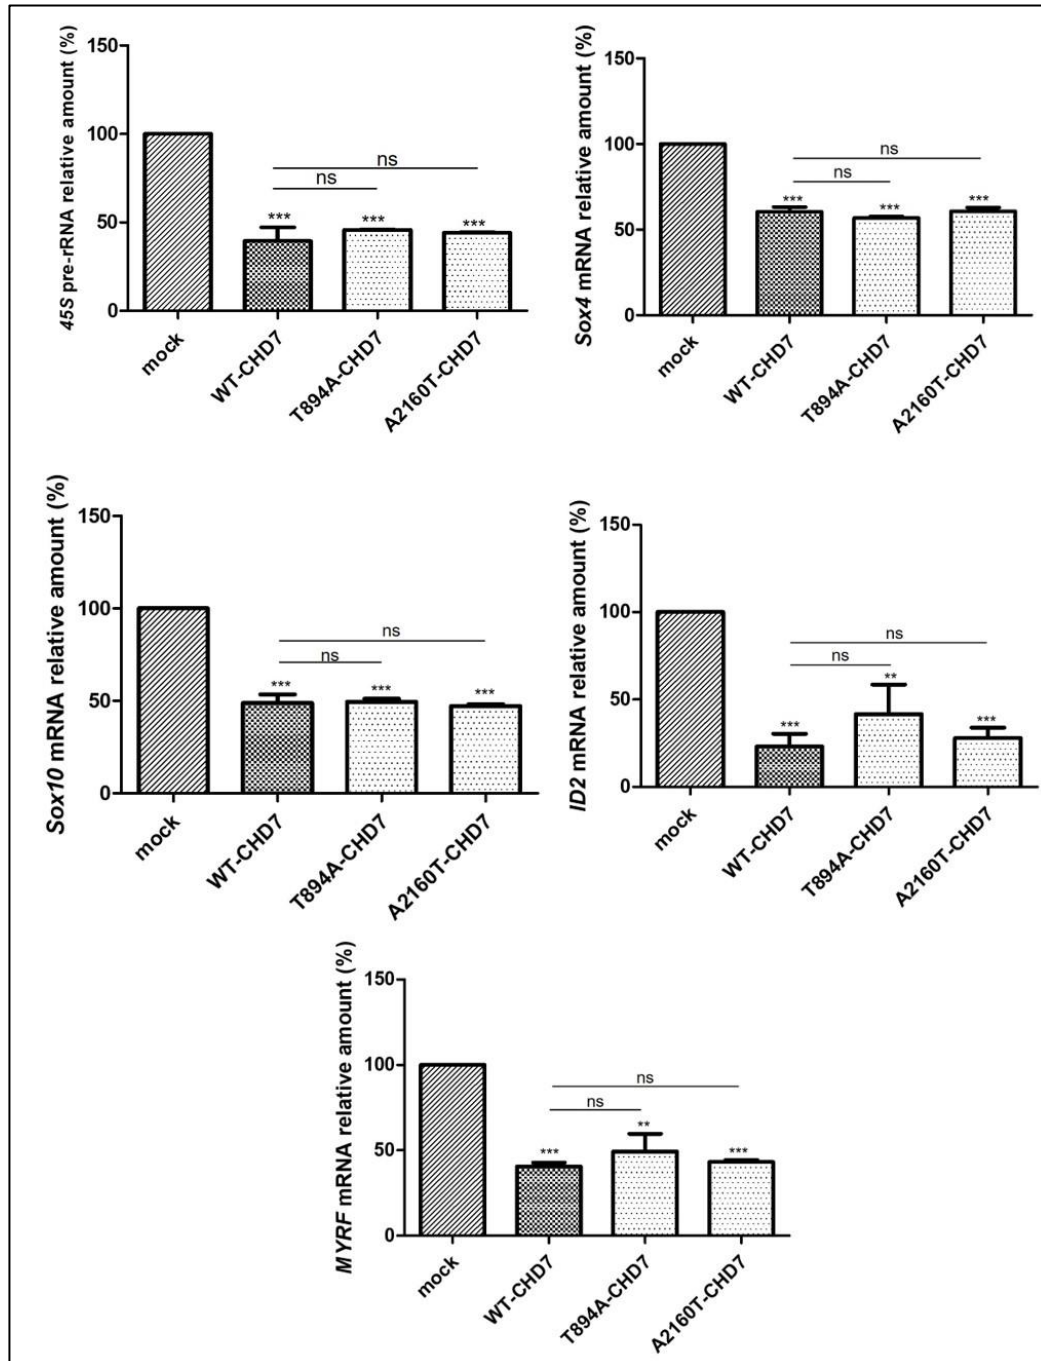 45S pre-rRNA relative amount (%)
150
100
50
0
ns
ns
***
***
***
mock
WT-CHD7
T894A-CHD7
A2160T-CHD7
Sox4 mRNA relative amount (%)
150
100
50
0
ns
ns
***
***
***
mock
WT-CHD7
T894A-CHD7
A2160T-CHD7
Sox10 mRNA relative amount (%)
150
100
50
0
ns
ns
***
***
***
mock
WT-CHD7
T894A-CHD7
A2160T-CHD7
ID2 mRNA relative amount (%)
150
100
50
0
ns
ns
***
**
***
mock
WT-CHD7
T894A-CHD7
A2160T-CHD7
MYRF mRNA relative amount (%)
150
100
50
0
ns
ns
***
**
***
mock
WT-CHD7
T894A-CHD7
A2160T-CHD7